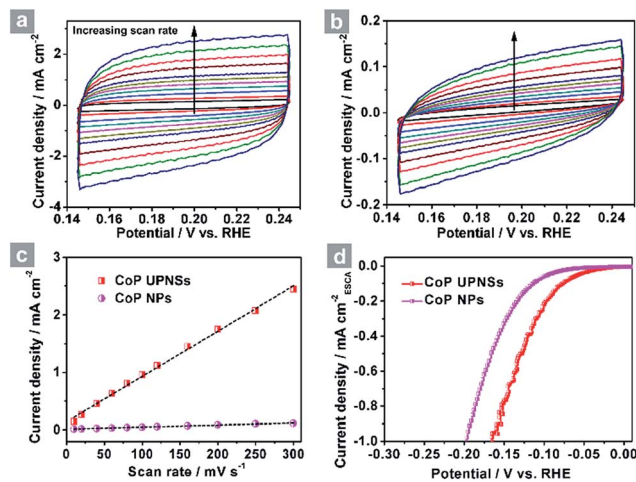 a
Increasing scan rate
Current density / mA cm-2
2
0
-2
-4
0.14 0.16 0.18 0.20 0.22 0.24
Potential / V vs. RHE
b
Current density / mA cm-2
0.2
0.1
0.0
-0.1
-0.2
0.14 0.16 0.18 0.20 0.22 0.24
Potential / V vs. RHE
c
CoP UPNSs
CoP NPs
Current density / mA cm-2
3
2
1
0
0 50 100 150 200 250 300
Scan rate / mV s-1
d
CoP UPNSs
CoP NPs
Current density / mA cm-2 ESCA
0.0
-0.2
-0.4
-0.6
-0.8
-1.0
-0.30 -0.25 -0.20 -0.15 -0.10 -0.05 0.00
Potential / V vs. RHE